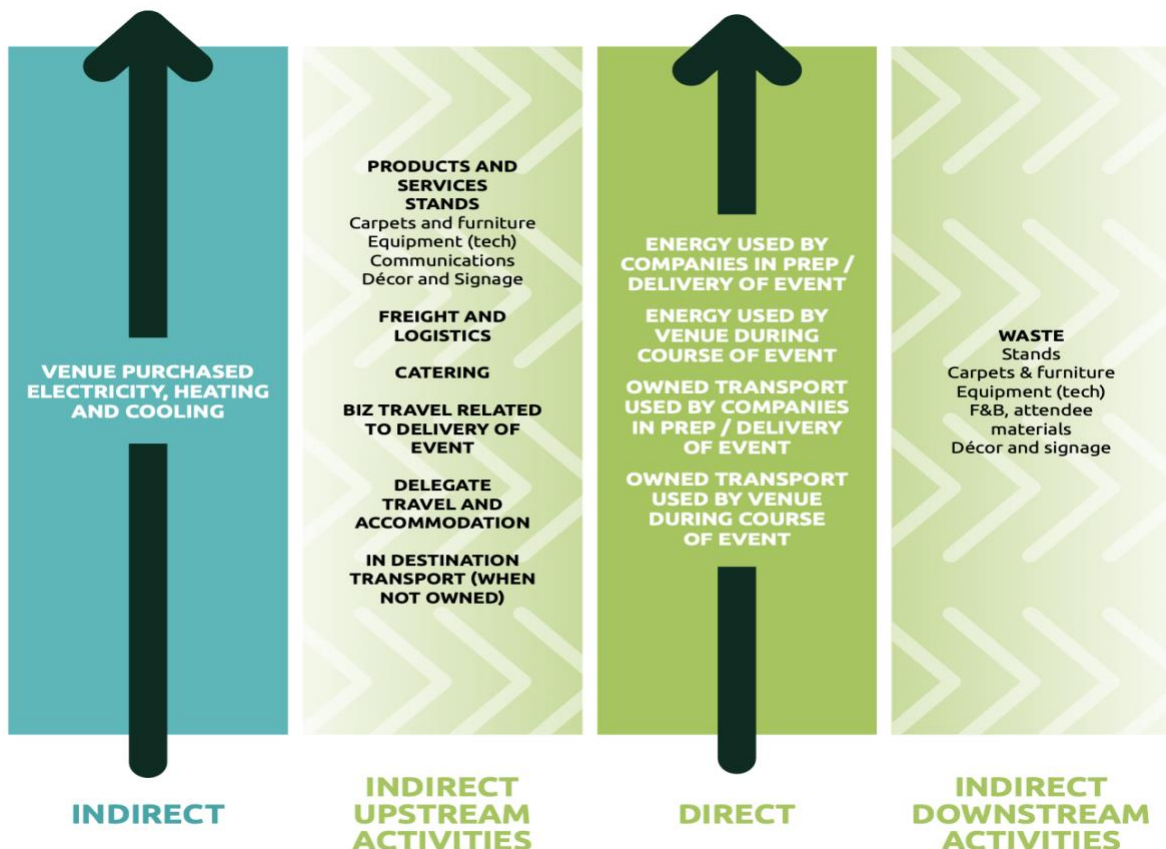 VENUE PURCHASED
ELECTRICITY, HEATING
AND COOLING
INDIRECT
PRODUCTS AND
SERVICES
STANDS
Carpets and furniture
Equipment (tech)
Communications
Décor and Signage
FREIGHT AND
LOGISTICS
CATERING
BIZ TRAVEL RELATED
TO DELIVERY OF
EVENT
DELEGATE
TRAVEL AND
ACCOMMODATION
IN DESTINATION
TRANSPORT (WHEN
NOT OWNED)
INDIRECT
UPSTREAM
ACTIVITIES
ENERGY USED BY
COMPANIES IN PREP /
DELIVERY OF EVENT
ENERGY USED BY
VENUE DURING
COURSE OF EVENT
OWNED TRANSPORT
USED BY COMPANIES
IN PREP / DELIVERY
OF EVENT
OWNED TRANSPORT
USED BY VENUE
DURING COURSE
OF EVENT
DIRECT
WASTE
Stands
Carpets & furniture
Equipment (tech)
F&B, attendee
materials
Décor and signage
INDIRECT
DOWNSTREAM
ACTIVITIES